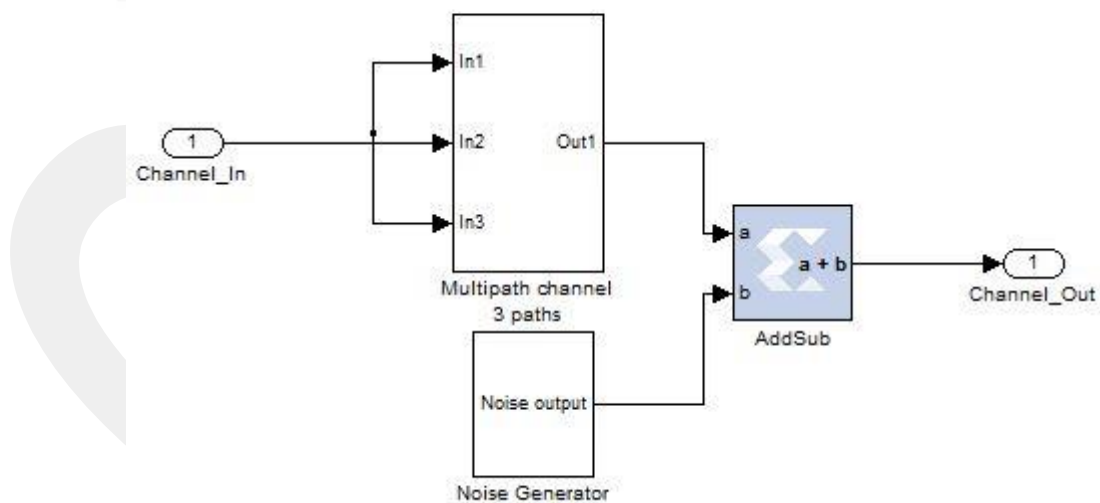 In1
1
In2
Out1
Channel_In
In3
a
a + b
1
b
Channel_Out
Multipath channel
3 paths
AddSub
Noise output
Noise Generator